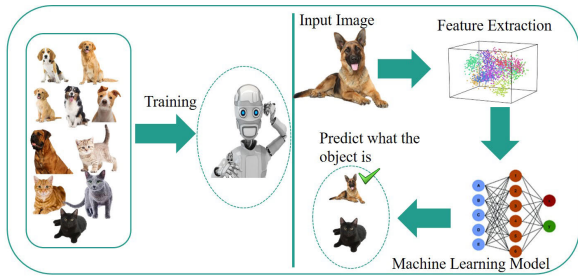 Training
Input Image
Feature Extraction
Predict what the
object is
Machine Learning Model